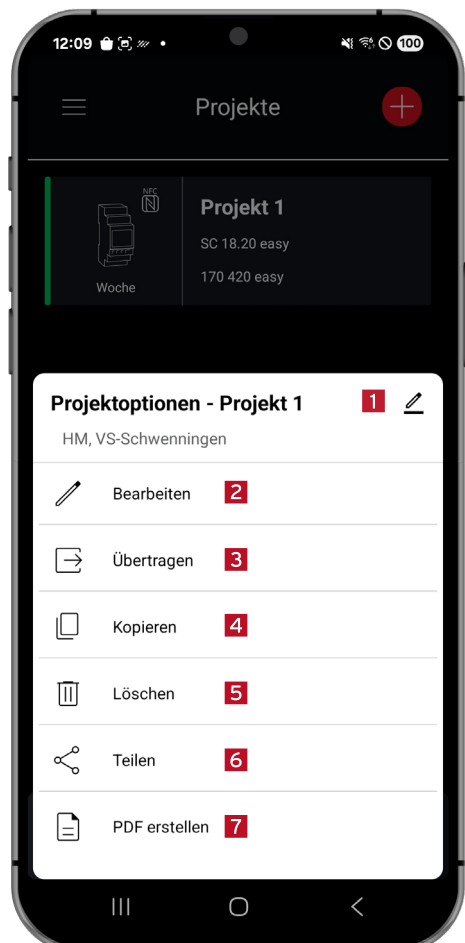 12:09
100
Projekte
NFC
N
Projekt 1
SC 18.20 easy
170 420 easy
Woche
Projektoptionen - Projekt 1 1
HM, VS-Schwenningen
Bearbeiten 2
Übertragen 3
Kopieren 4
Löschen 5
Teilen 6
PDF erstellen 7